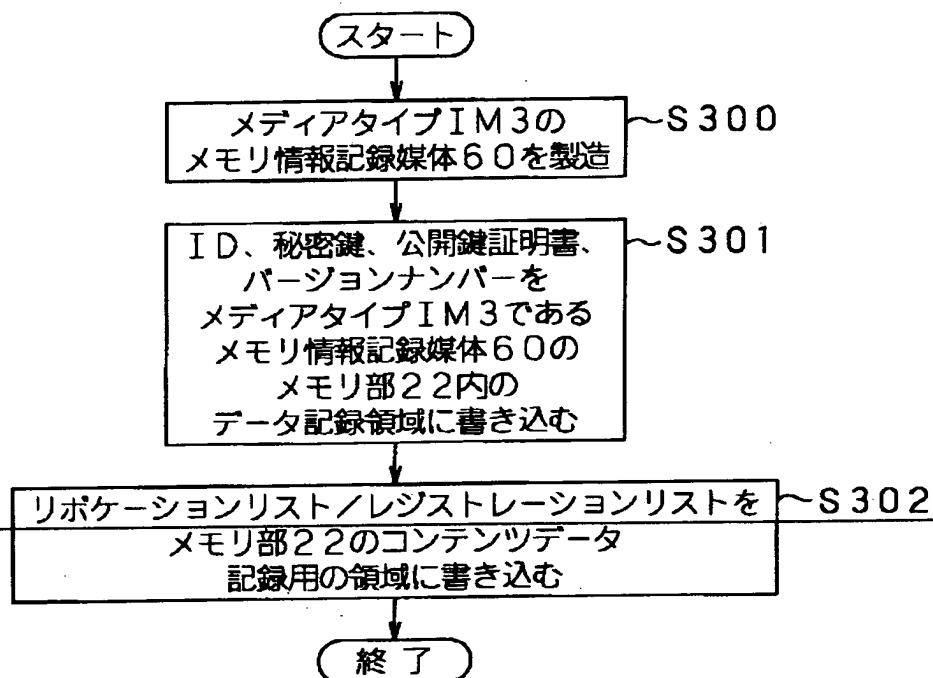 スタート
メディアタイプIM3の
メモリ情報記録媒体60を製造
~S300
ID、秘密鍵、公開鍵証明書、
バージョンナンバーを
メディアタイプIM3である
メモリ情報記録媒体60の
メモリ部22内の
データ記録領域に書き込む
~S301
リボケーションリスト/レジストレーションリストを
メモリ部22のコンテンツデータ
記録用の領域に書き込む
~S302
終了